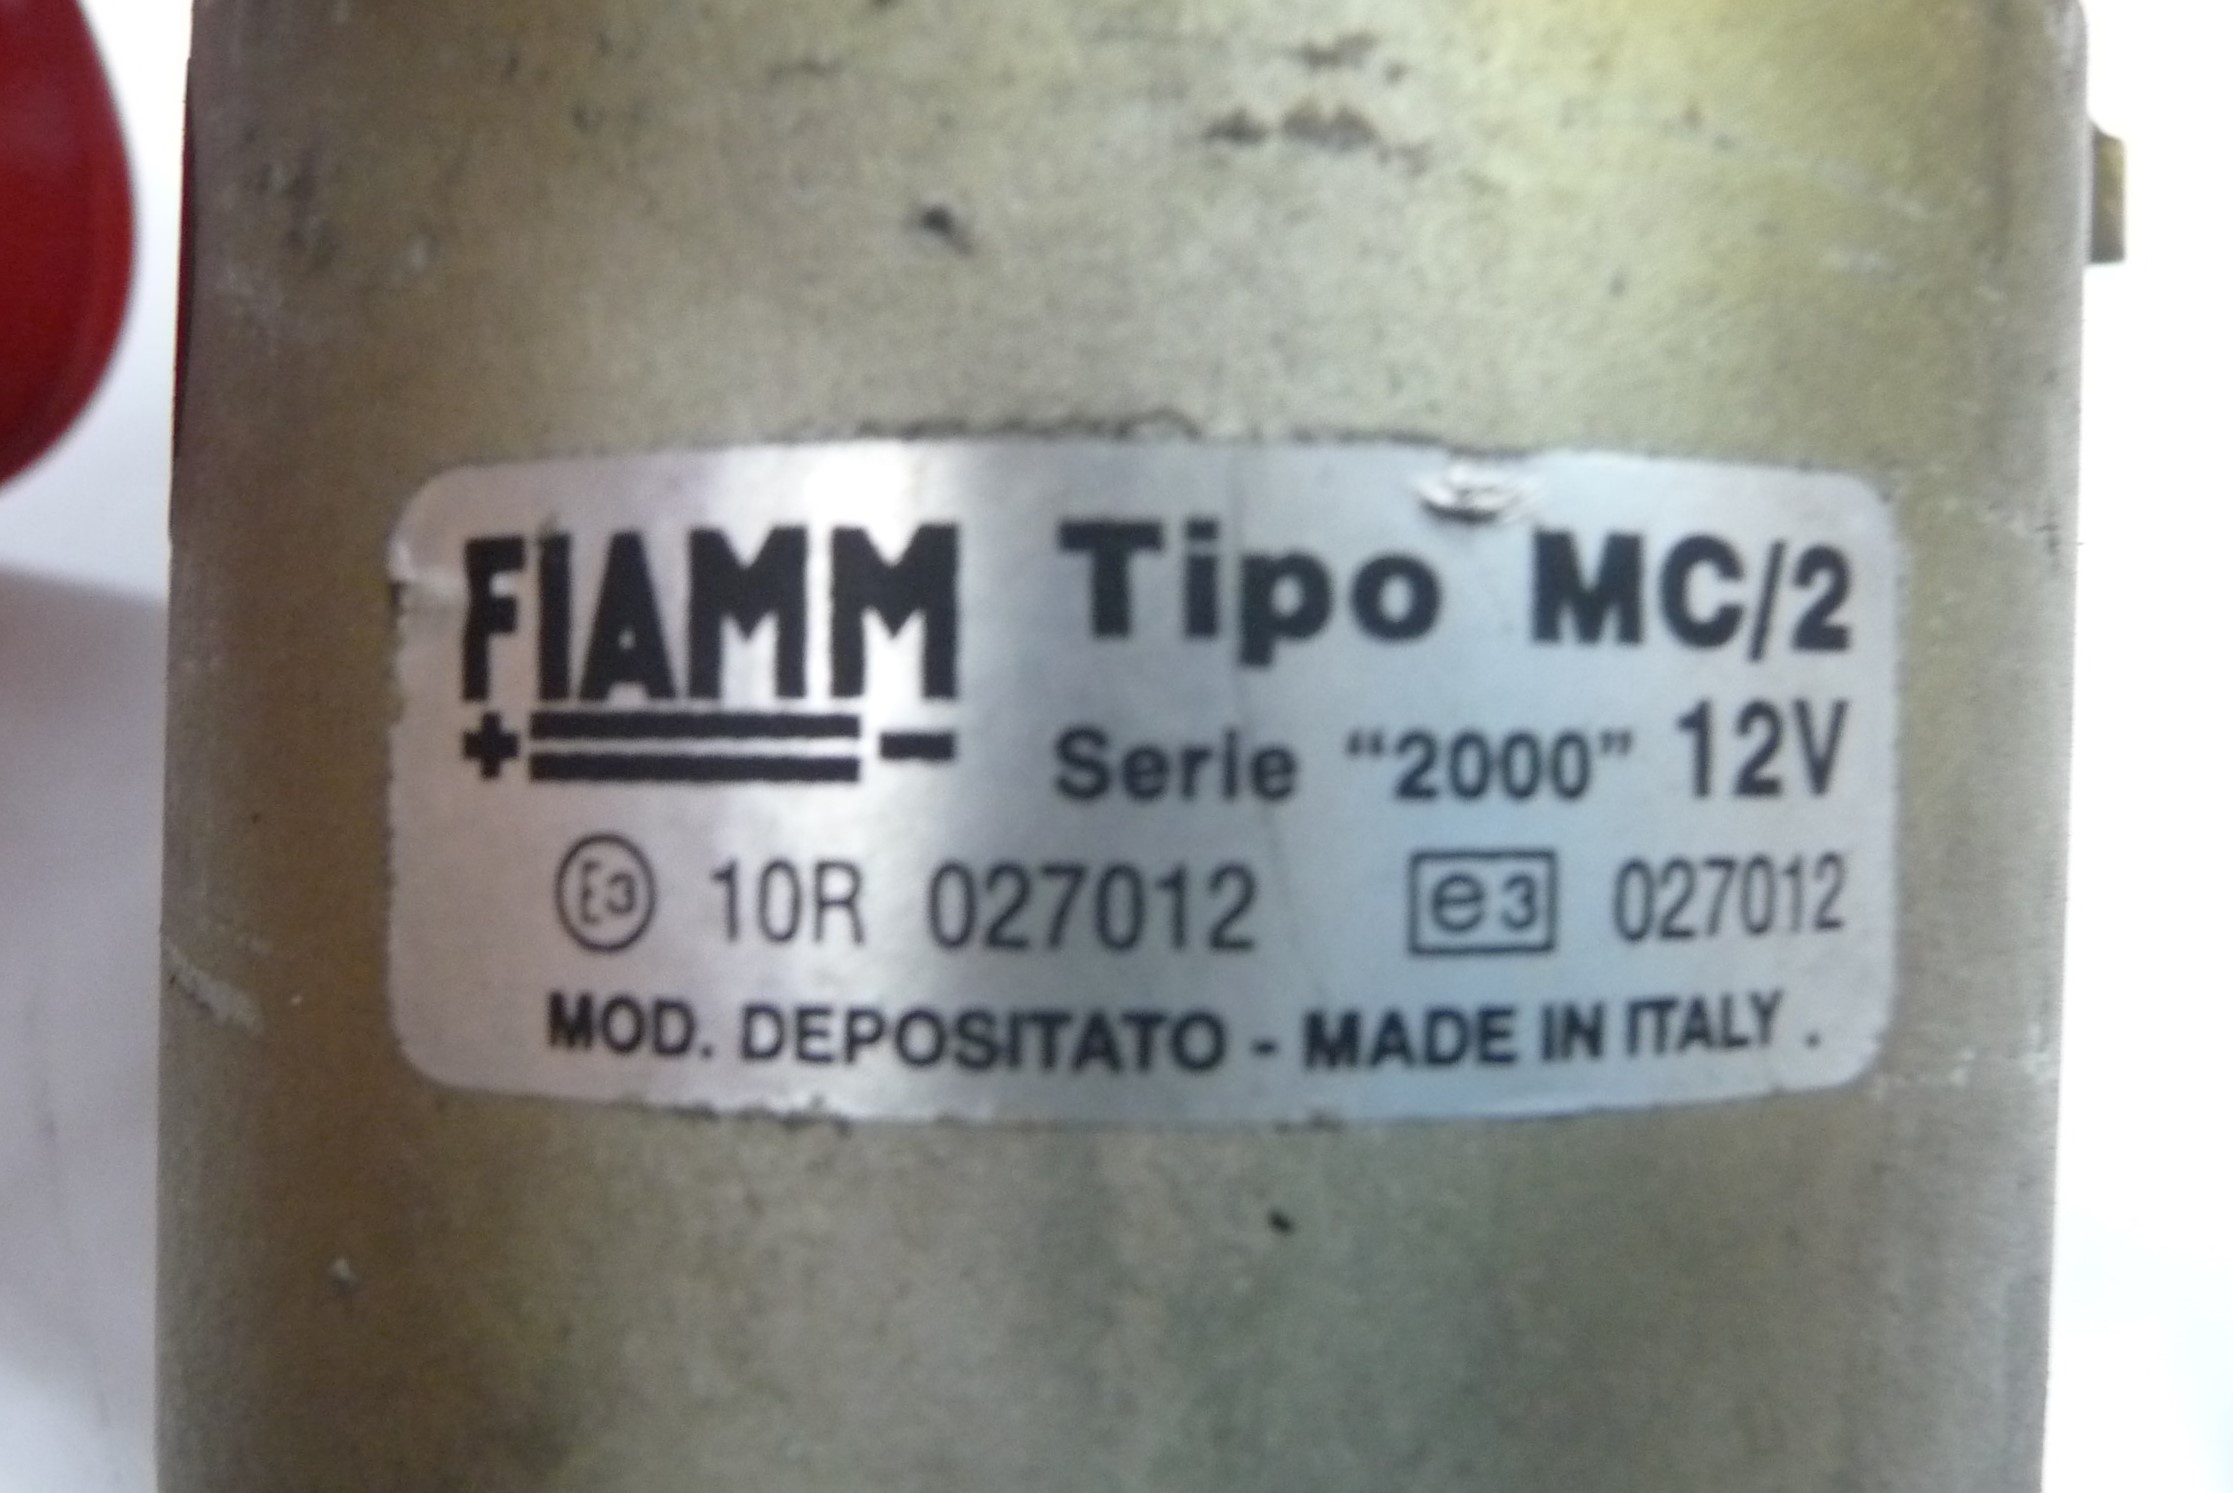 FIAMM Tipo MC/2
+ - Serie “2000” 12V
E3 10R 027012 e3 027012
MOD. DEPOSITATO - MADE IN ITALY .